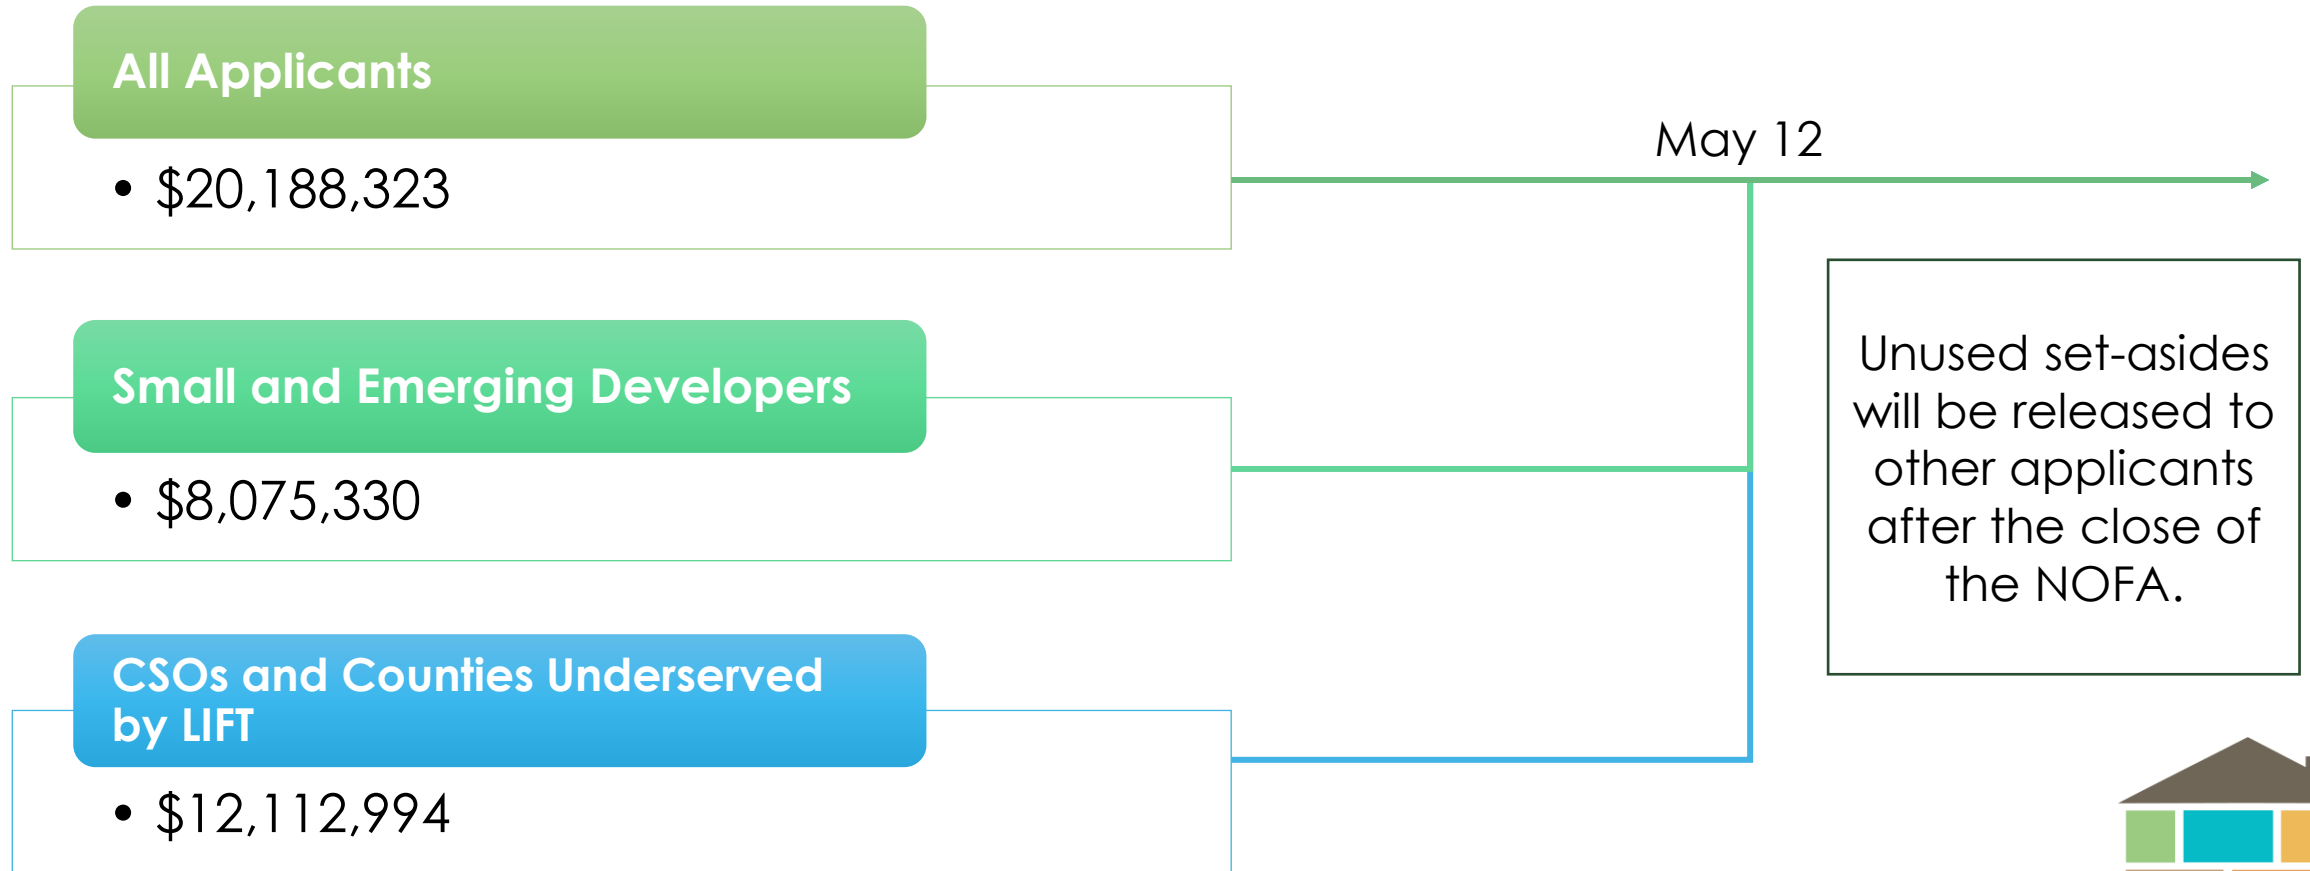 All Applicants
• $20,188,323
May 12
Small and Emerging Developers
• $8,075,330
Unused set-asides
will be released to
other applicants
after the close of
the NOFA.
CSOs and Counties Underserved
by LIFT
• $12,112,994